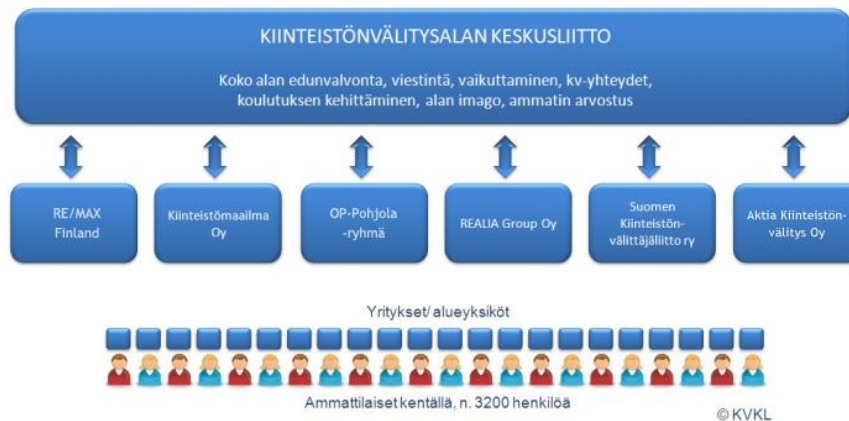 KIINTEISTÖNVÄLITYSALAN KESKUSLIITTO
Koko alan edunvalvonta, viestintä, vaikuttaminen, kv-yhteydet,
koulutuksen kehittäminen, alan imago, ammatin arvostus
RE/MAX
Finland
Kiinteistömaailma
Oy
OP-Pohjola
-ryhmä
REALIA Group Oy
Suomen
Kiinteistön-
välittäjäliitto ry
Aktia Kiinteistön-
välitys Oy
Yritykset/ alueyksiköt
Ammattilaiset kentällä, n. 3200 henkilöä
© KVKL